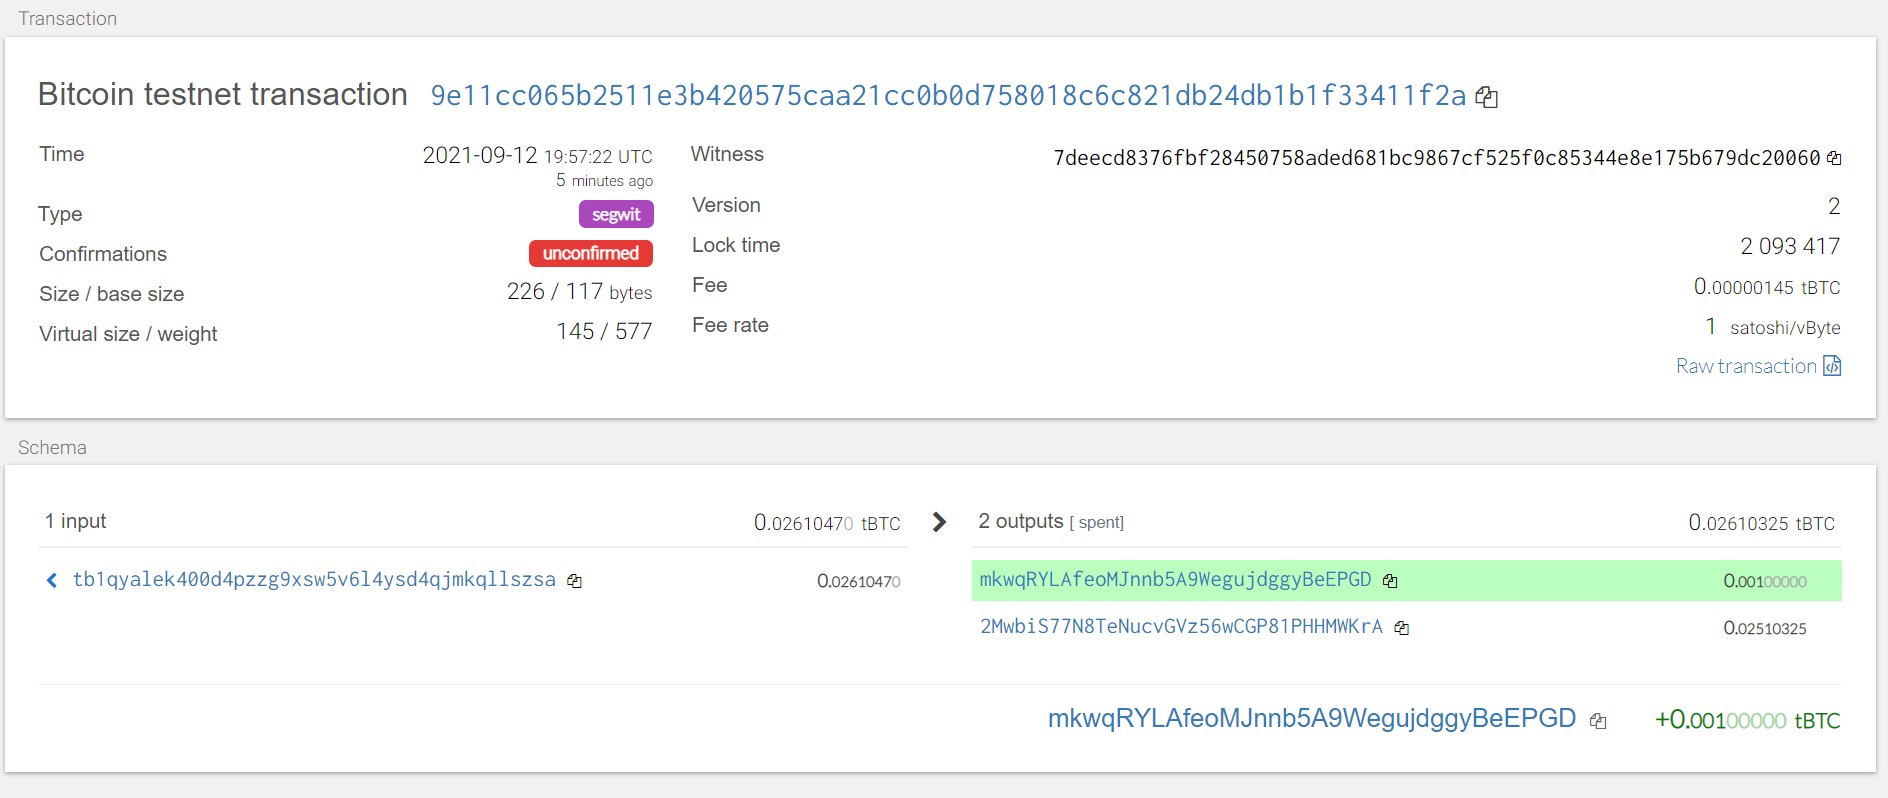 Transaction
Bitcoin testnet transaction 9e11cc065b2511e3b420575caa21cc0b0d758018c6c821db24db1b1f33411f2a
Time 2021-09-12 19:57:22 UTC
5 minutes ago
Type segwit
Confirmations unconfirmed
Size / base size 226 / 117 bytes
Virtual size / weight 145 / 577
Witness 7deecd8376fbf28450758aded681bc9867cf525f0c85344e8e175b679dc20060
Version 2
Lock time 2 093 417
Fee 0.00000145 tBTC
Fee rate 1 satoshi/vByte
Raw transaction
Schema
1 input 0.02610470 tBTC
tb1qyalek400d4pzzg9xsw5v6l4ysd4qjmkqllszsa 0.02610470
2 outputs [ spent] 0.02610325 tBTC
mkwqRYLAfeoMJnnb5A9WegujdggyBeEPGD 0.00100000
2MwbiS77N8TeNucvGVz56wCGP81PHHMWKrA 0.02510325
mkwqRYLAfeoMJnnb5A9WegujdggyBeEPGD +0.00100000 tBTC